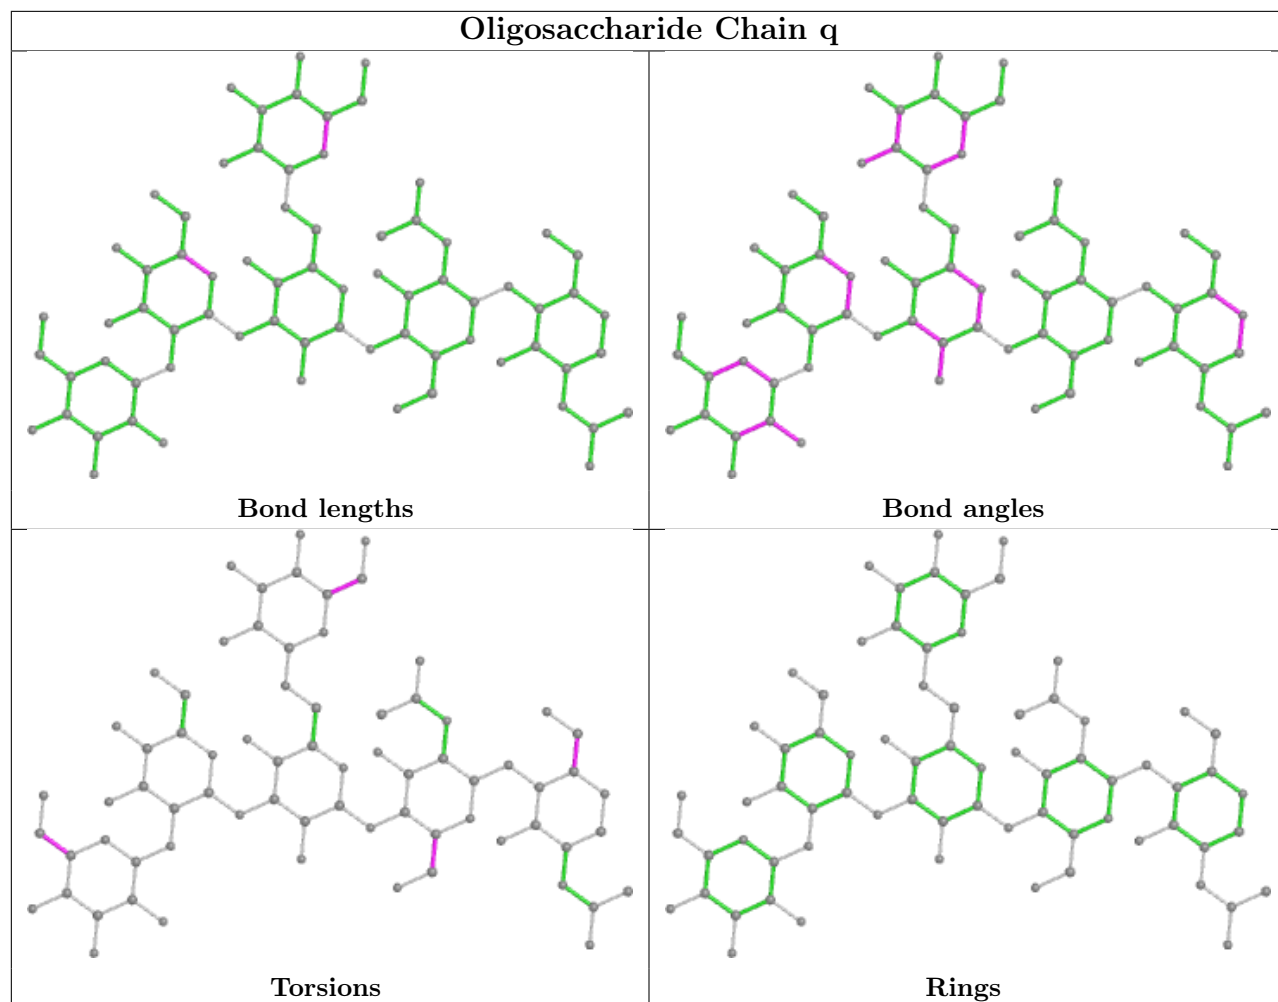 Oligosaccharide Chain q
Bond lengths
Bond angles
Torsions
Rings